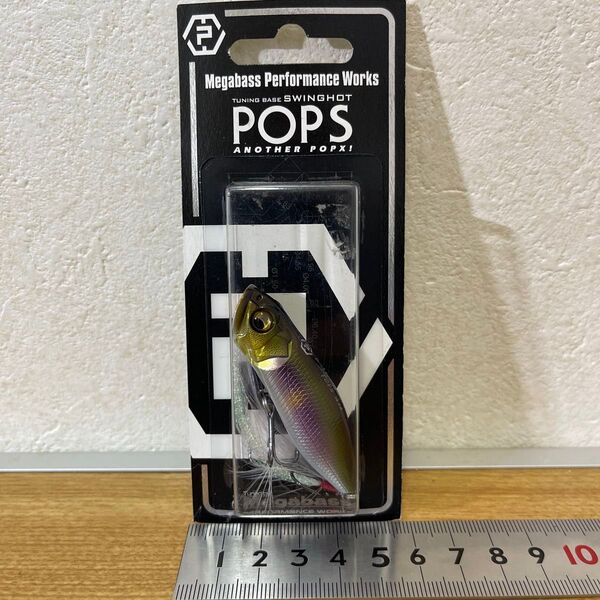 Megabass Performance Works
TUNING BASE SWINGHOT
POPS
ANOTHER POPX!
Megabass
PERFORMANCE WORKS
1 2 3 4 5 6 7 8 9 10